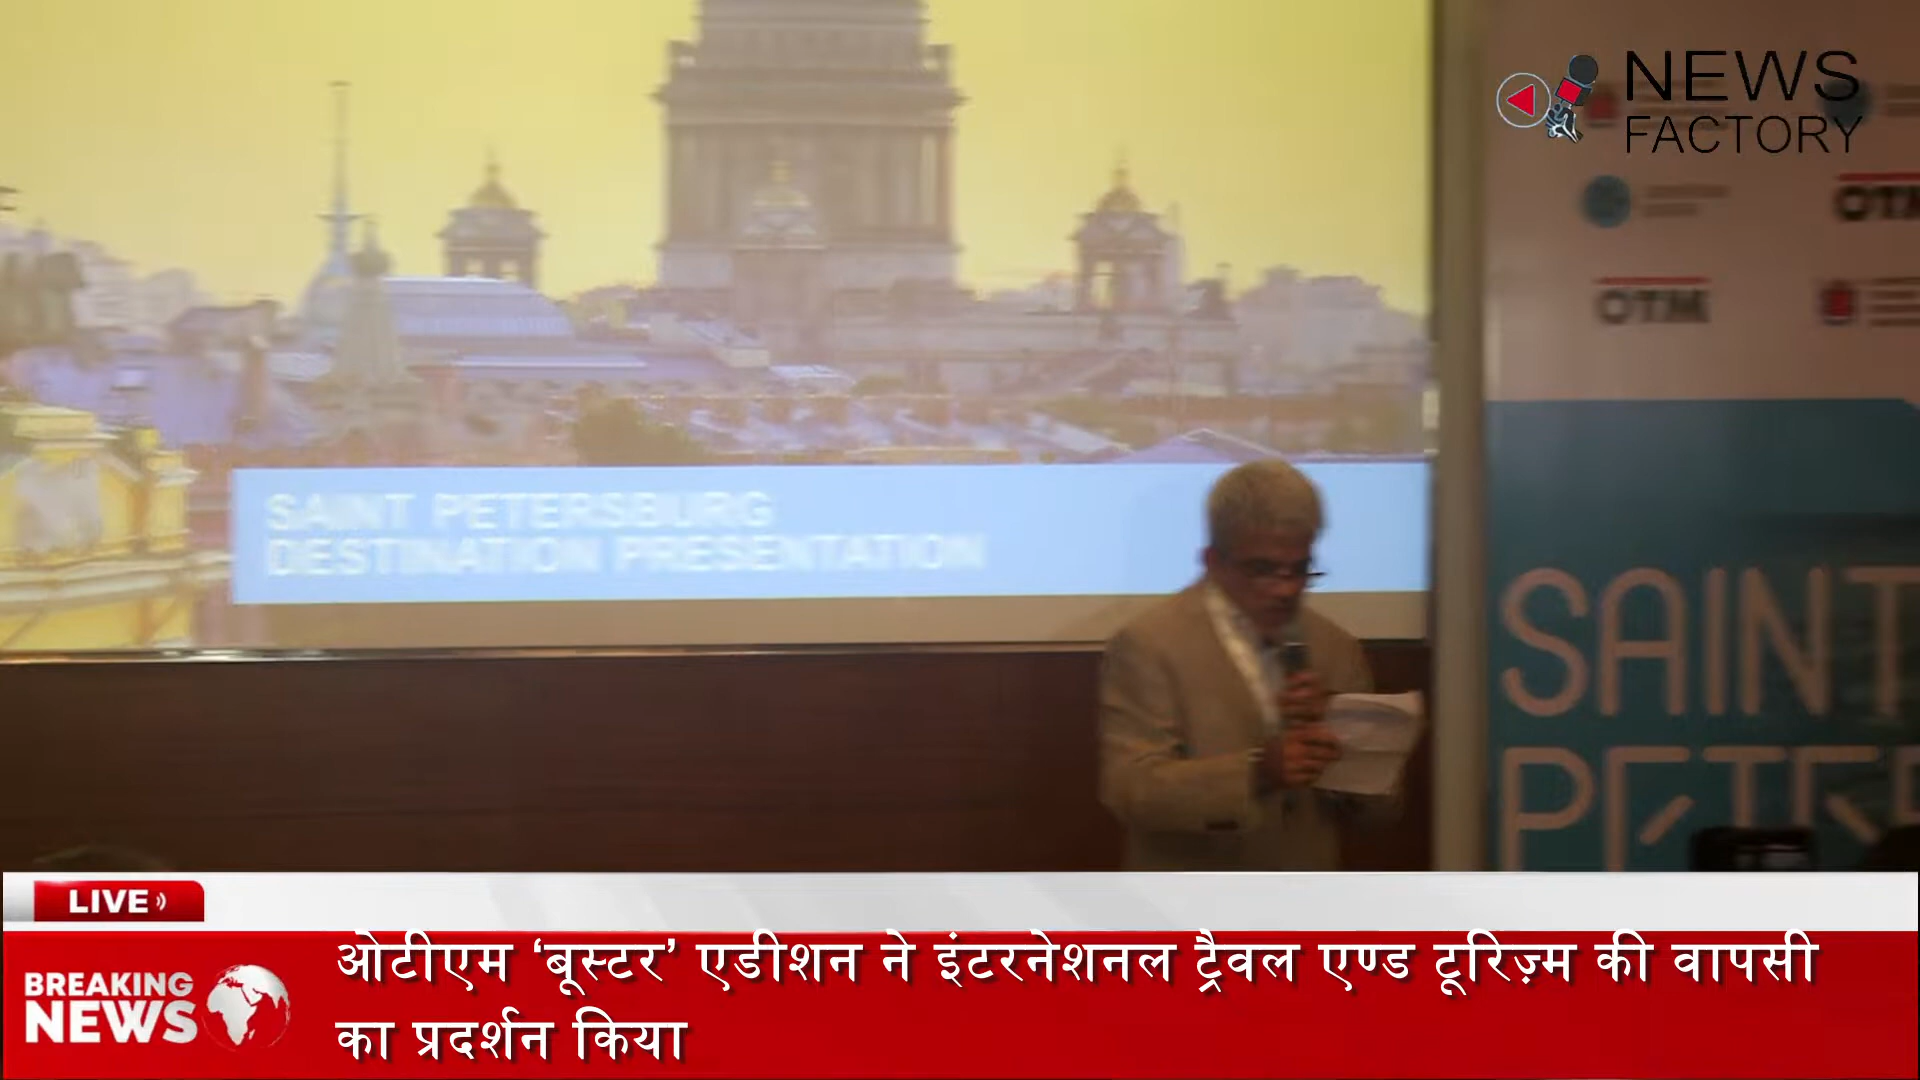 NEWS
FACTORY
OTM
OTM
SAINT PETERSBURG
DESTINATION PRESENTATION
SAINT
PETER
LIVE
BREAKING
NEWS
ओटीएम ‘बूस्टर’ एडीशन ने इंटरनेशनल ट्रैवल एण्ड टूरिज़्म की वापसी
का प्रदर्शन किया